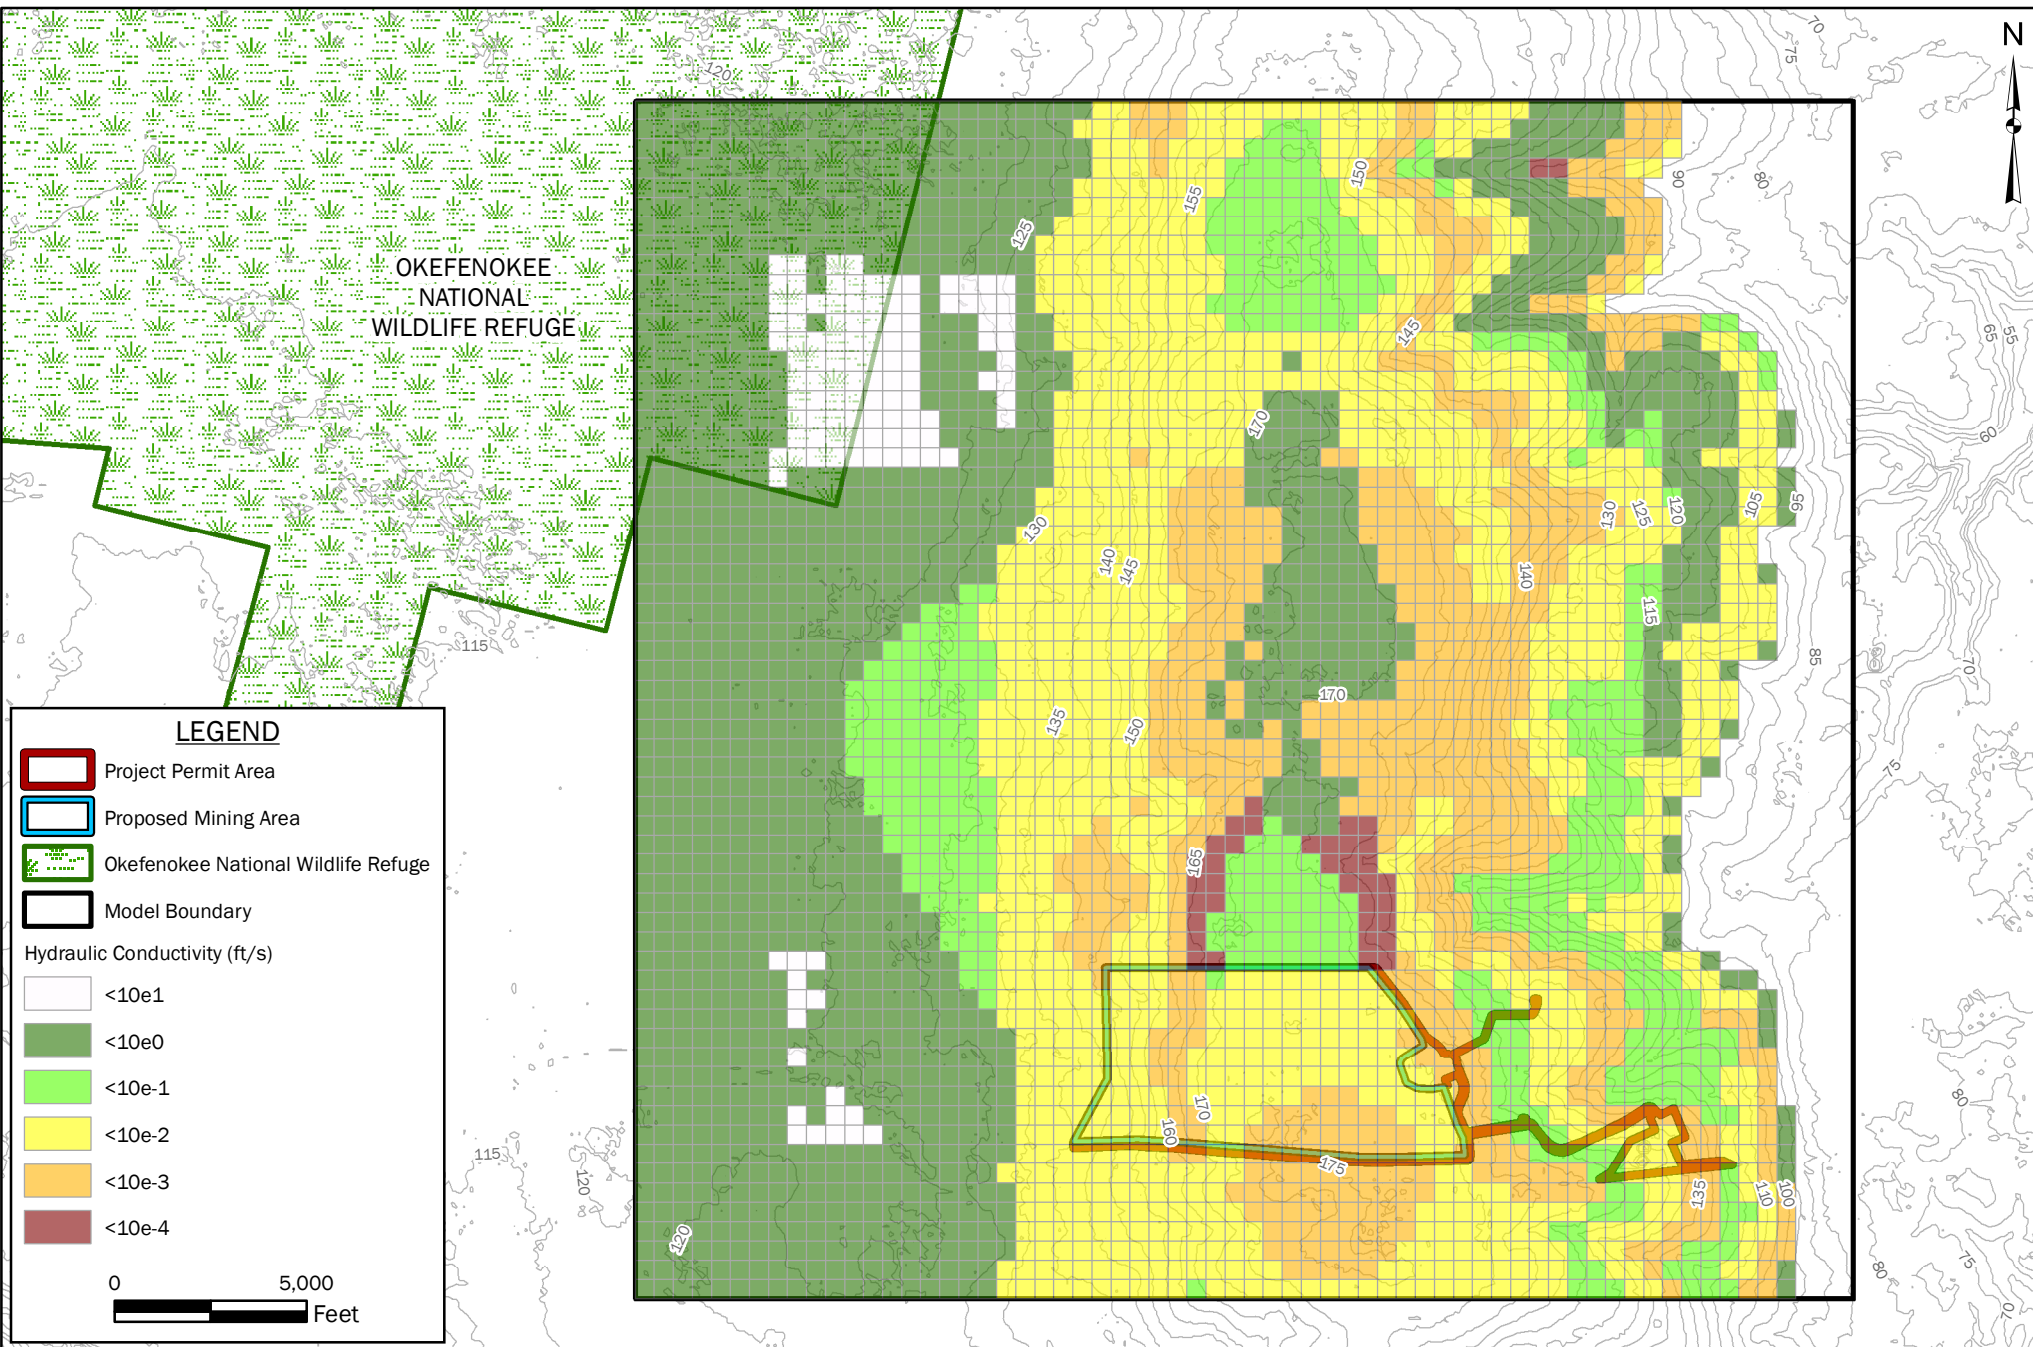 70
75
N
120
OKEFENOKEE
NATIONAL
WILDLIFE REFUGE
125
155
150
90
80
145
65
55
170
60
130
140
145
130
125
120
105
95
140
115
115
85
70
170
135
150
75
165
170
160
175
80
115
120
135
110
100
120
80
75
70
LEGEND
Project Permit Area
Proposed Mining Area
Okefenokee National Wildlife Refuge
Model Boundary
Hydraulic Conductivity (ft/s)
<10e1
<10e0
<10e-1
<10e-2
<10e-3
<10e-4
0 5,000
Feet